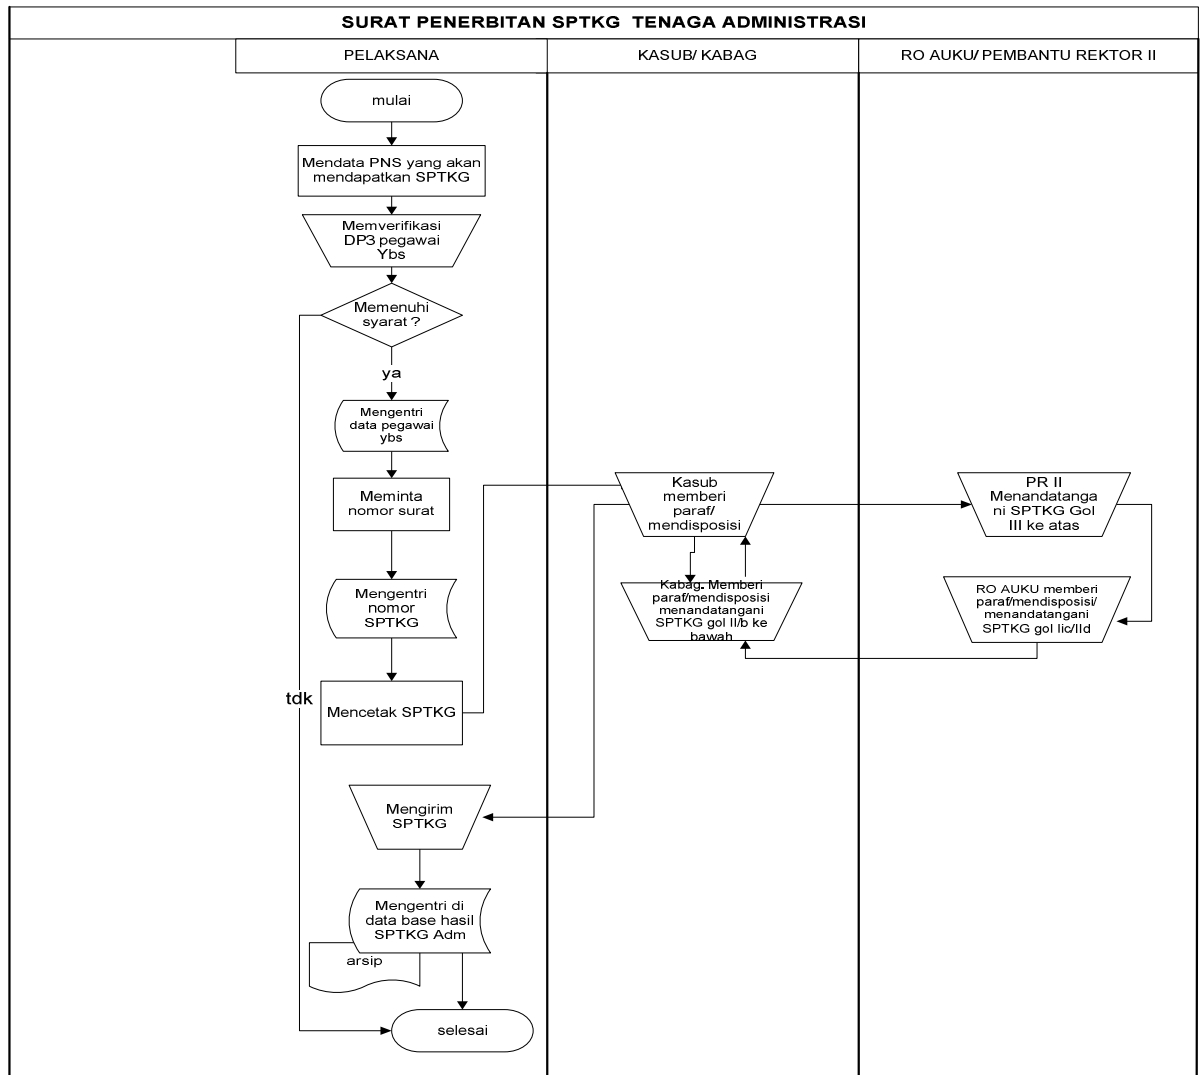 SURAT PENERBITAN SPTKG TENAGA ADMINISTRASI
PELAKSANA
KASUB/ KABAG
RO AUKU/ PEMBANTU REKTOR II
mulai
Mendata PNS yang akan
mendapatkan SPTKG
Memverifikasi
DP3 pegawai
Ybs
Memenuhi
syarat ?
ya
Mengentri
data pegawai
ybs
Meminta
nomor surat
Mengentri
nomor
SPTKG
tdk
Mencetak SPTKG
Kasub
memberi
paraf/
mendisposisi
Kabag. Memberi
paraf/mendisposisi
menandatangani
SPTKG gol II/b ke
bawah
PR II
Menandatanga
ni SPTKG Gol
III ke atas
RO AUKU memberi
paraf/mendisposisi/
menandatangani
SPTKG gol IIc/IId
Mengirim
SPTKG
Mengentri di
data base hasil
SPTKG Adm
arsip
selesai